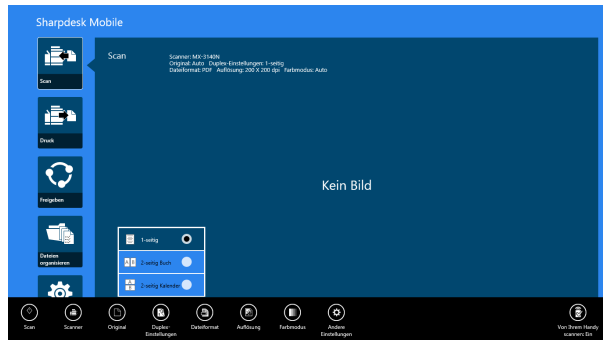 Sharpdesk Mobile
Scan
Scan
Scanner: MX-3140N
Original: Auto Duplex-Einstellungen: 1-seitig
Dateiformat: PDF Auflösung: 200 X 200 dpi Farbmodus: Auto
Druck
Freigeben
Dateien
organisieren
Kein Bild
1-seitig
A B
2-seitig Buch
A
B
2-seitig Kalender
Scan
Scanner
Original
Duplex-
Einstellungen
Dateiformat
Auflösung
Farbmodus
Andere
Einstellungen
Von Ihrem Handy
scannen: Ein